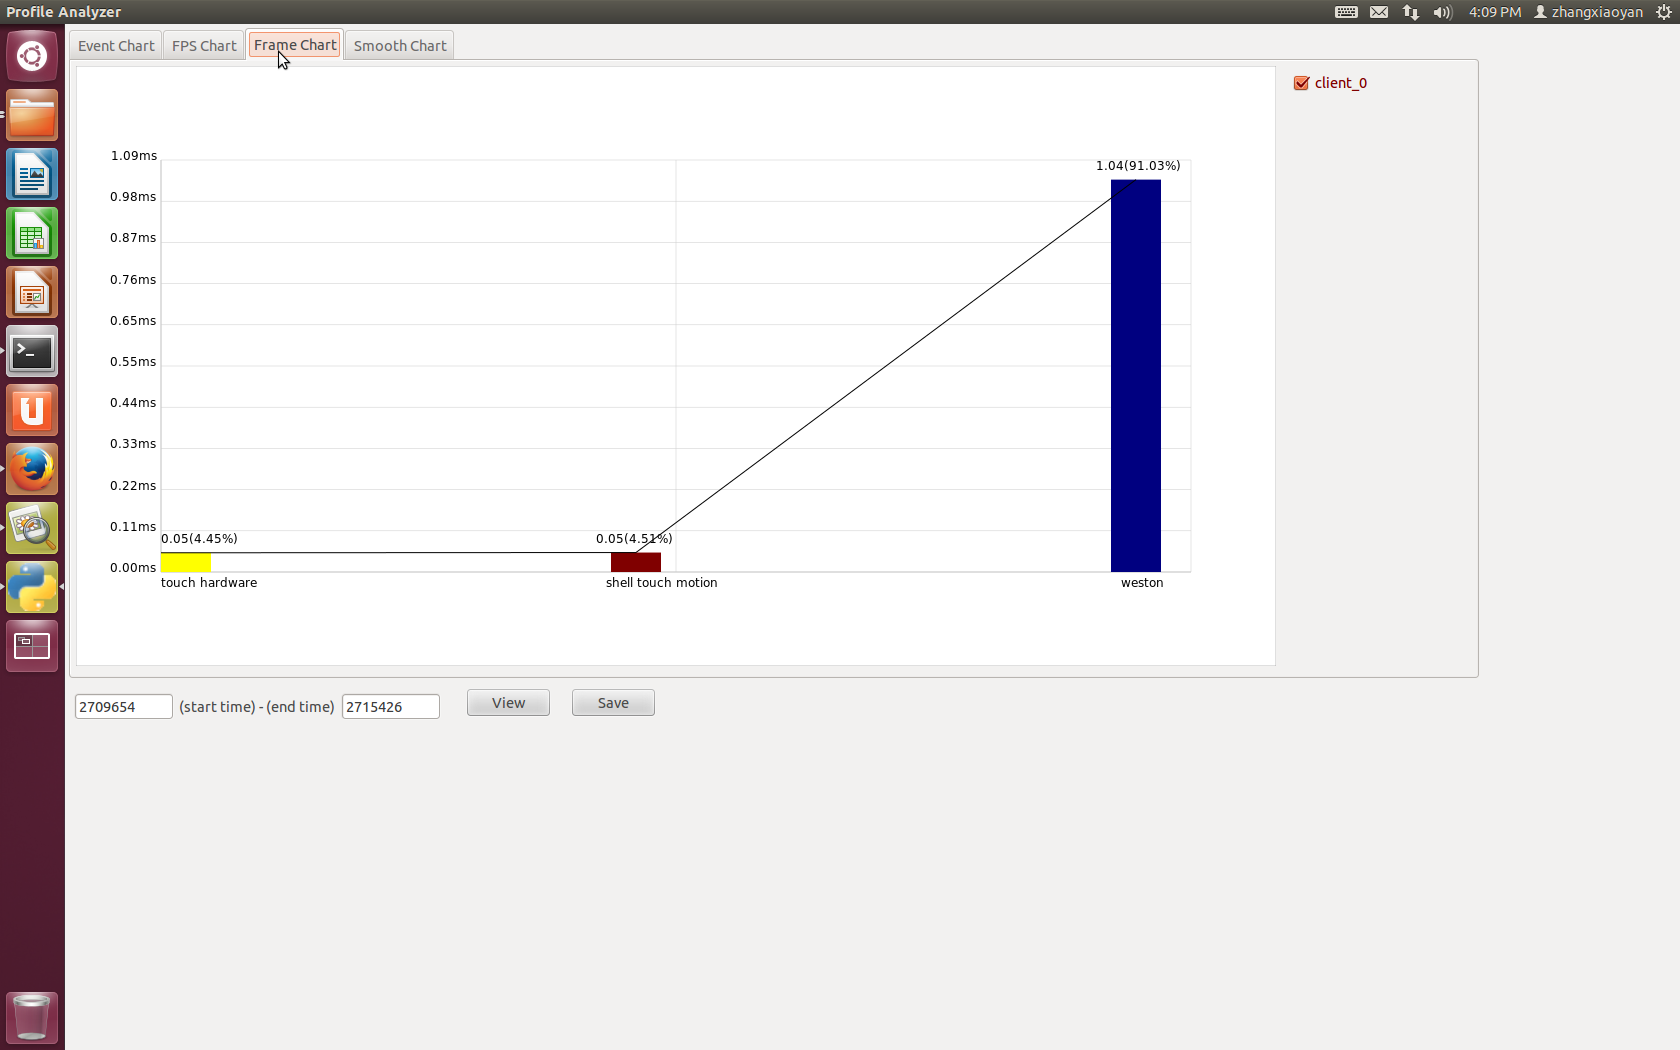 Profile Analyzer
4:09 PM zhangxiaoyan
Event Chart FPS Chart Frame Chart Smooth Chart
client_0
1.09ms
1.04(91.03%)
0.98ms
0.87ms
0.76ms
0.65ms
0.55ms
0.44ms
0.33ms
0.22ms
0.11ms
0.05(4.45%) 0.05(4.51%)
0.00ms
touch hardware shell touch motion weston
2709654 (start time) - (end time) 2715426 View Save